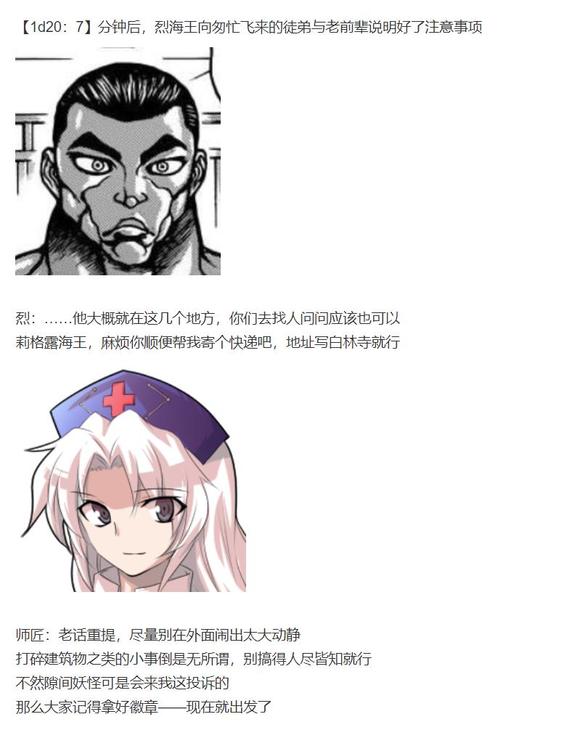 【1d20：7】分钟后，烈海王向匆忙飞来的徒弟与老前辈说明好了注意事项
烈：……他大概就在这几个地方，你们去找人问问应该也可以
莉格露海王，麻烦你顺便帮我寄个快递吧，地址写白林寺就行
师匠：老话重提，尽量别在外面闹出太大动静
打碎建筑物之类的小事倒是无所谓，别搞得人尽皆知就行
不然隙间妖怪可是会来我这投诉的
那么大家记得拿好徽章——现在就出发了